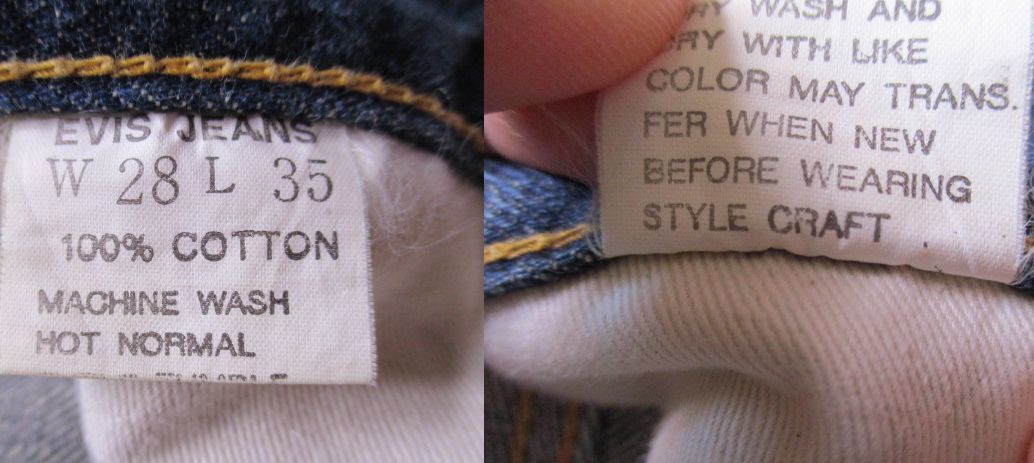 EVIS JEANS
W 28 L 35
100% COTTON
MACHINE WASH
HOT NORMAL
WASH AND
WITH LIKE
COLOR MAY TRANS.
FER WHEN NEW
BEFORE WEARING
STYLE CRAFT